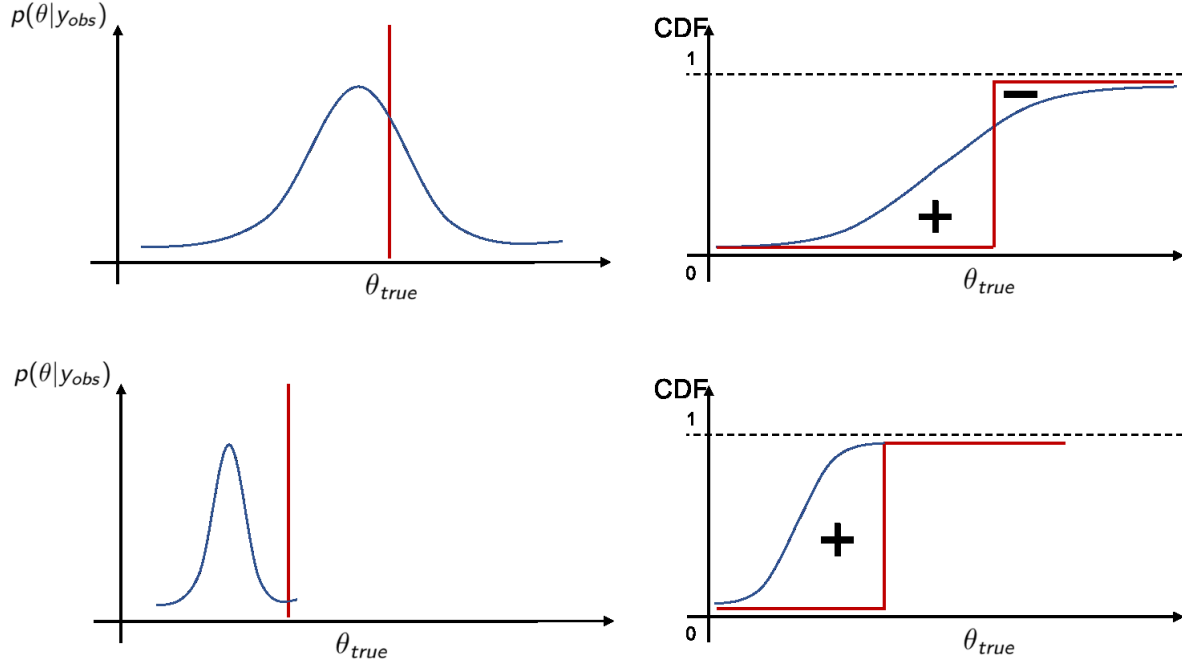 p(θ|y_obs)
CDF
1
+
−
0
θ_true
θ_true
p(θ|y_obs)
CDF
1
+
0
θ_true
θ_true